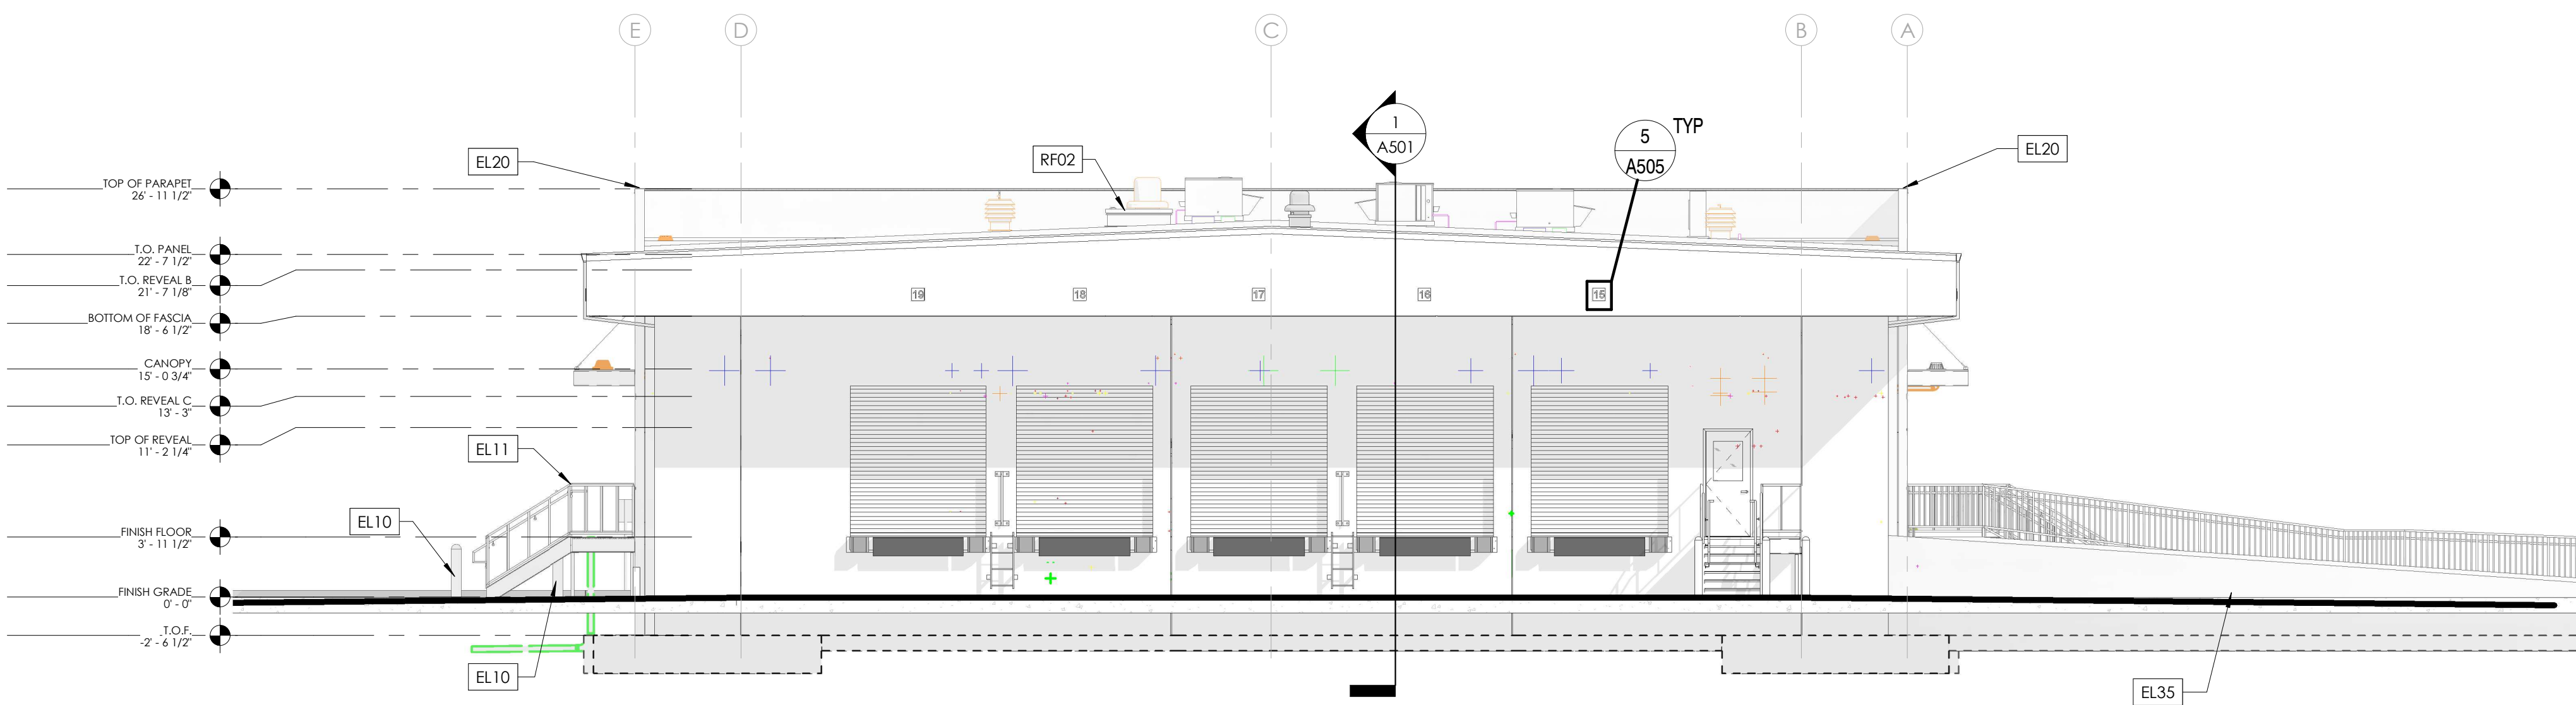 E
D
C
B
A
1
A501
5
A505
TYP
EL20
RF02
EL20
TOP OF PARAPET
26' - 11 1/2"
T.O. PANEL
22' - 7 1/2"
T.O. REVEAL B
21' - 7 1/8"
BOTTOM OF FASCIA
18' - 6 1/2"
CANOPY
15' - 0 3/4"
T.O. REVEAL C
13' - 3"
TOP OF REVEAL
11' - 2 1/4"
FINISH FLOOR
3' - 11 1/2"
FINISH GRADE
0' - 0"
T.O.F.
-2' - 6 1/2"
19
18
17
16
15
EL11
EL10
EL10
EL35